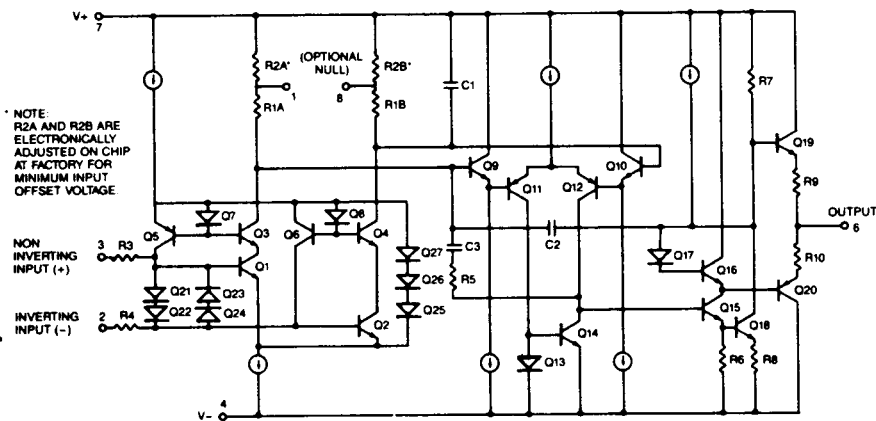 V+
7
R2A*
(OPTIONAL
NULL)
R2B*
1
8
R1A
R1B
C1
R7
* NOTE:
R2A AND R2B ARE
ELECTRONICALLY
ADJUSTED ON CHIP
AT FACTORY FOR
MINIMUM INPUT
OFFSET VOLTAGE.
Q19
Q9
Q10
Q11
Q12
R9
Q7
Q8
Q5
Q3
Q6
Q4
OUTPUT
6
NON
INVERTING
INPUT (+)
3
R3
C3
C2
Q27
Q17
Q16
R10
Q1
Q21
Q23
Q26
R5
Q20
Q22
Q24
Q25
Q15
INVERTING
INPUT (-)
2
R4
Q2
Q14
Q18
Q13
R6
R8
V-
4